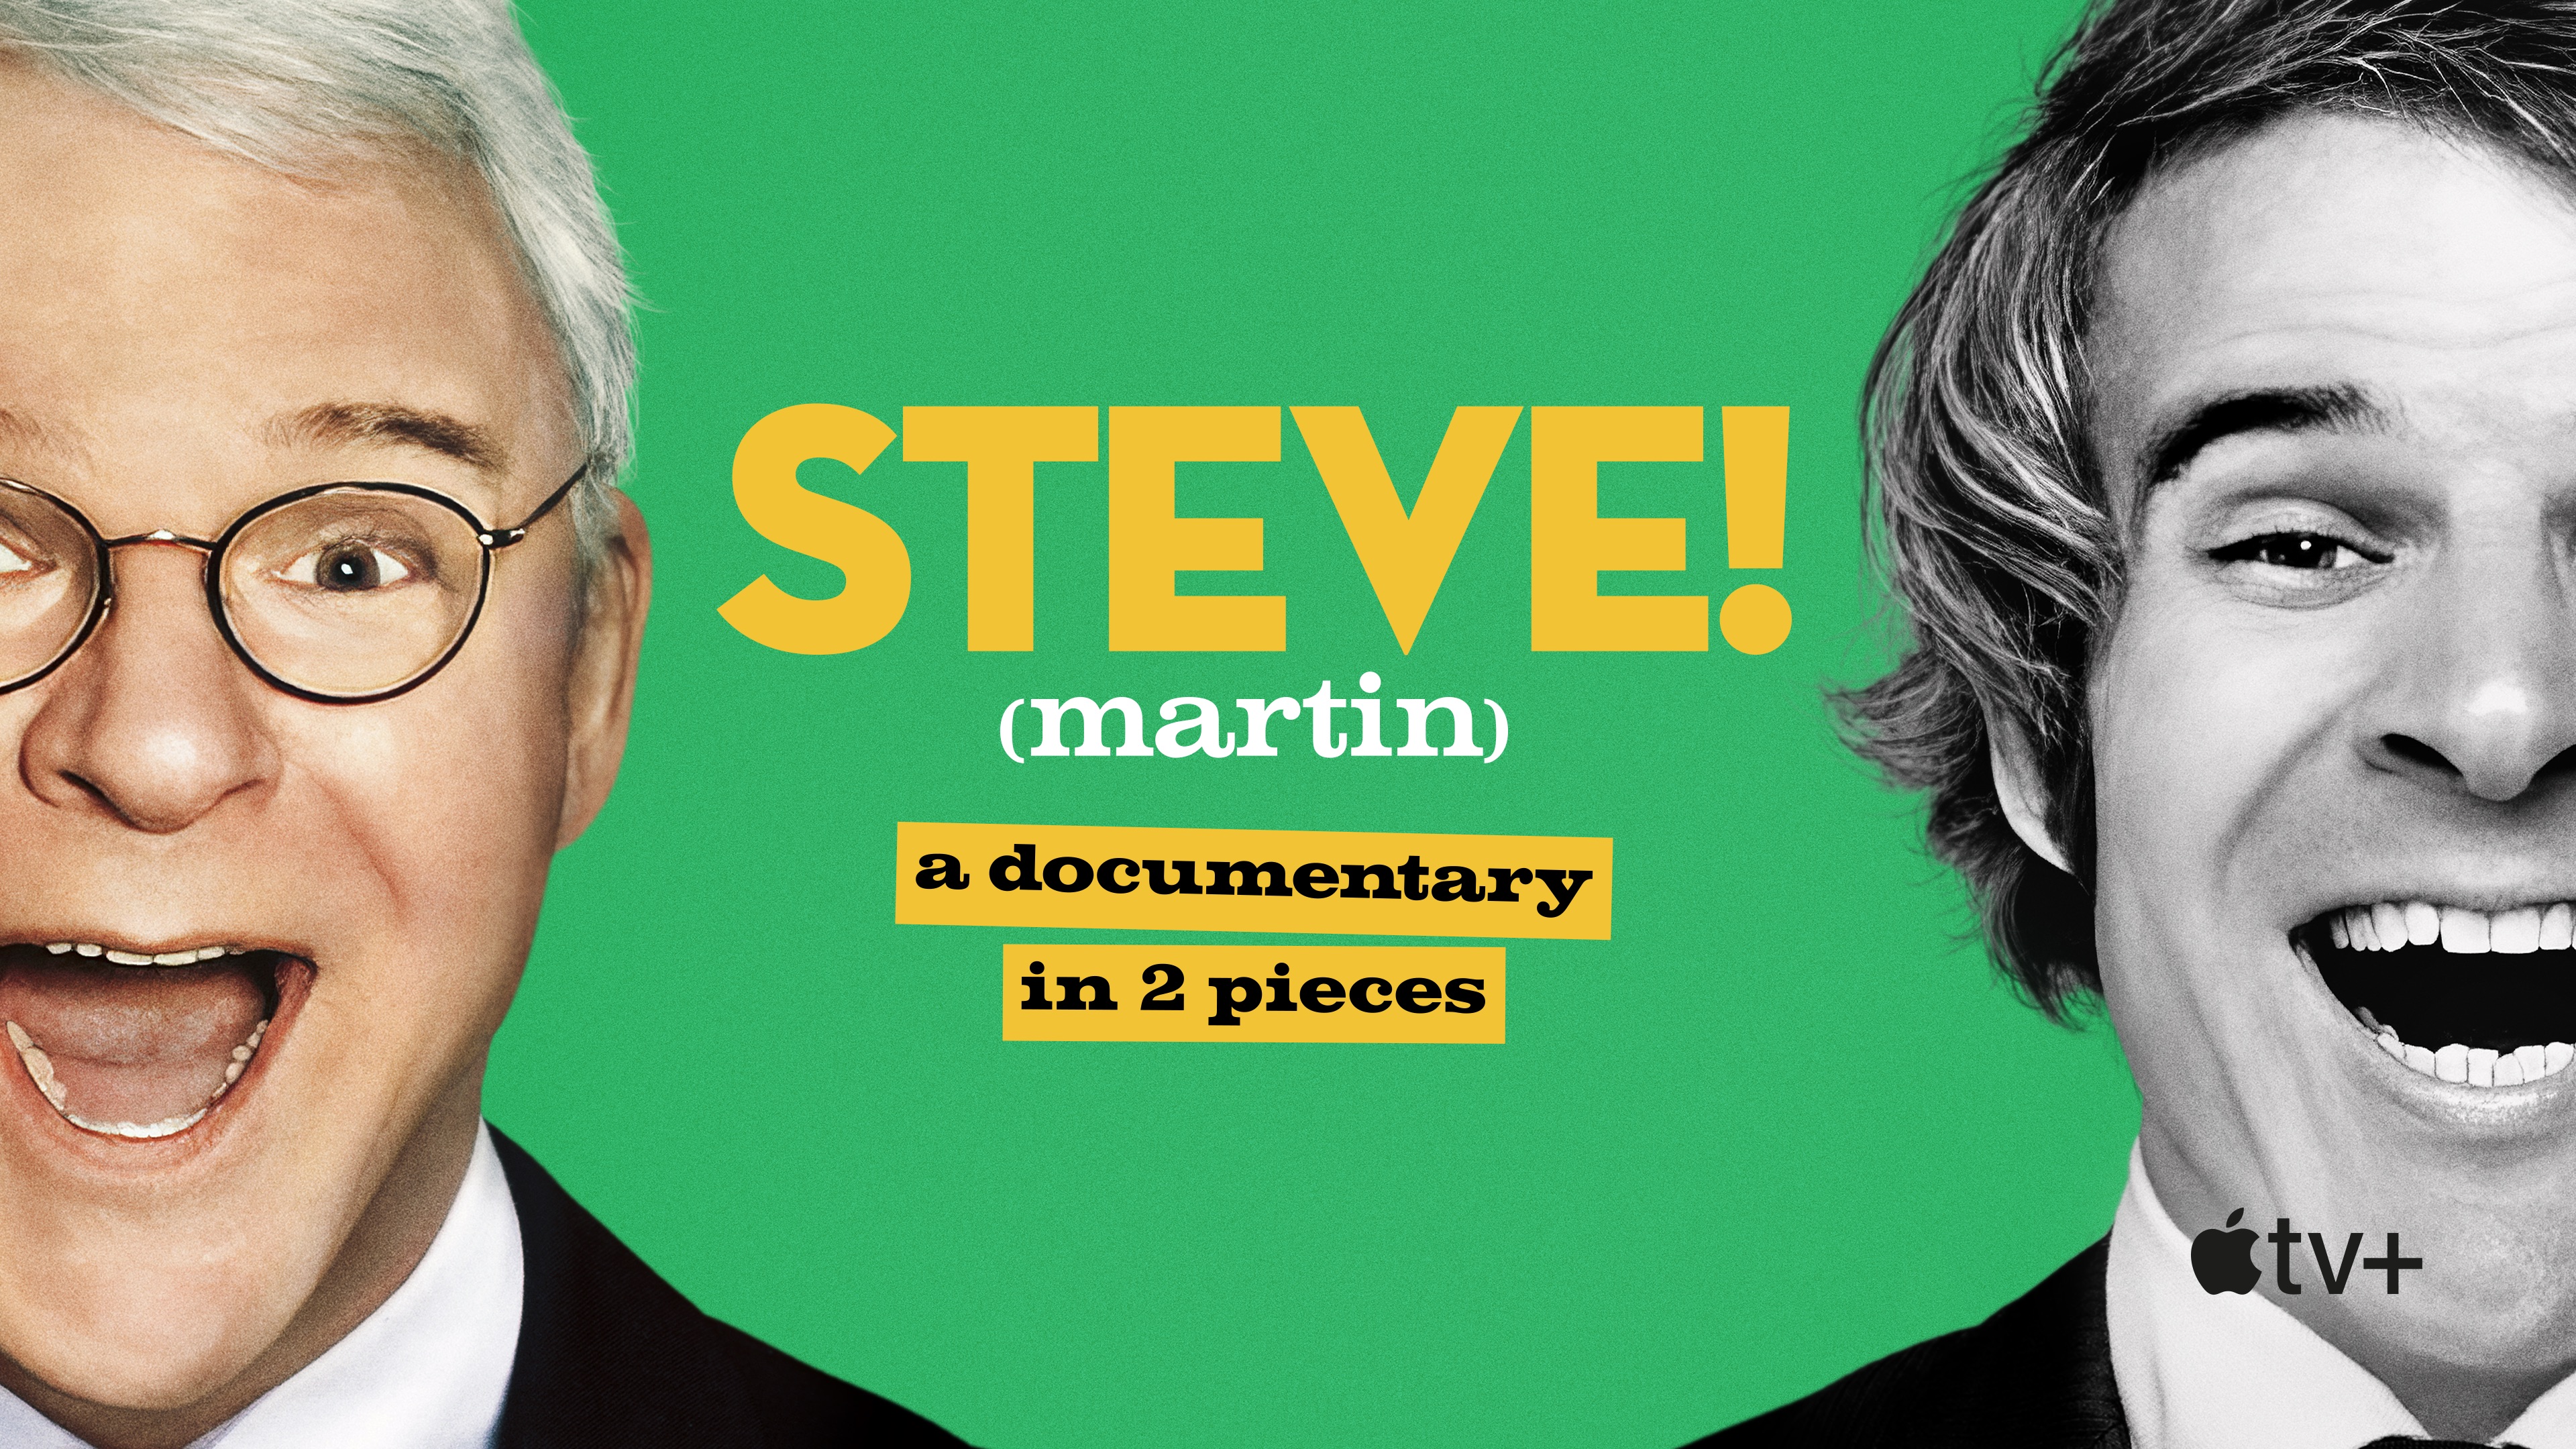 STEVE!
(martin)
a documentary
in 2 pieces
tv+